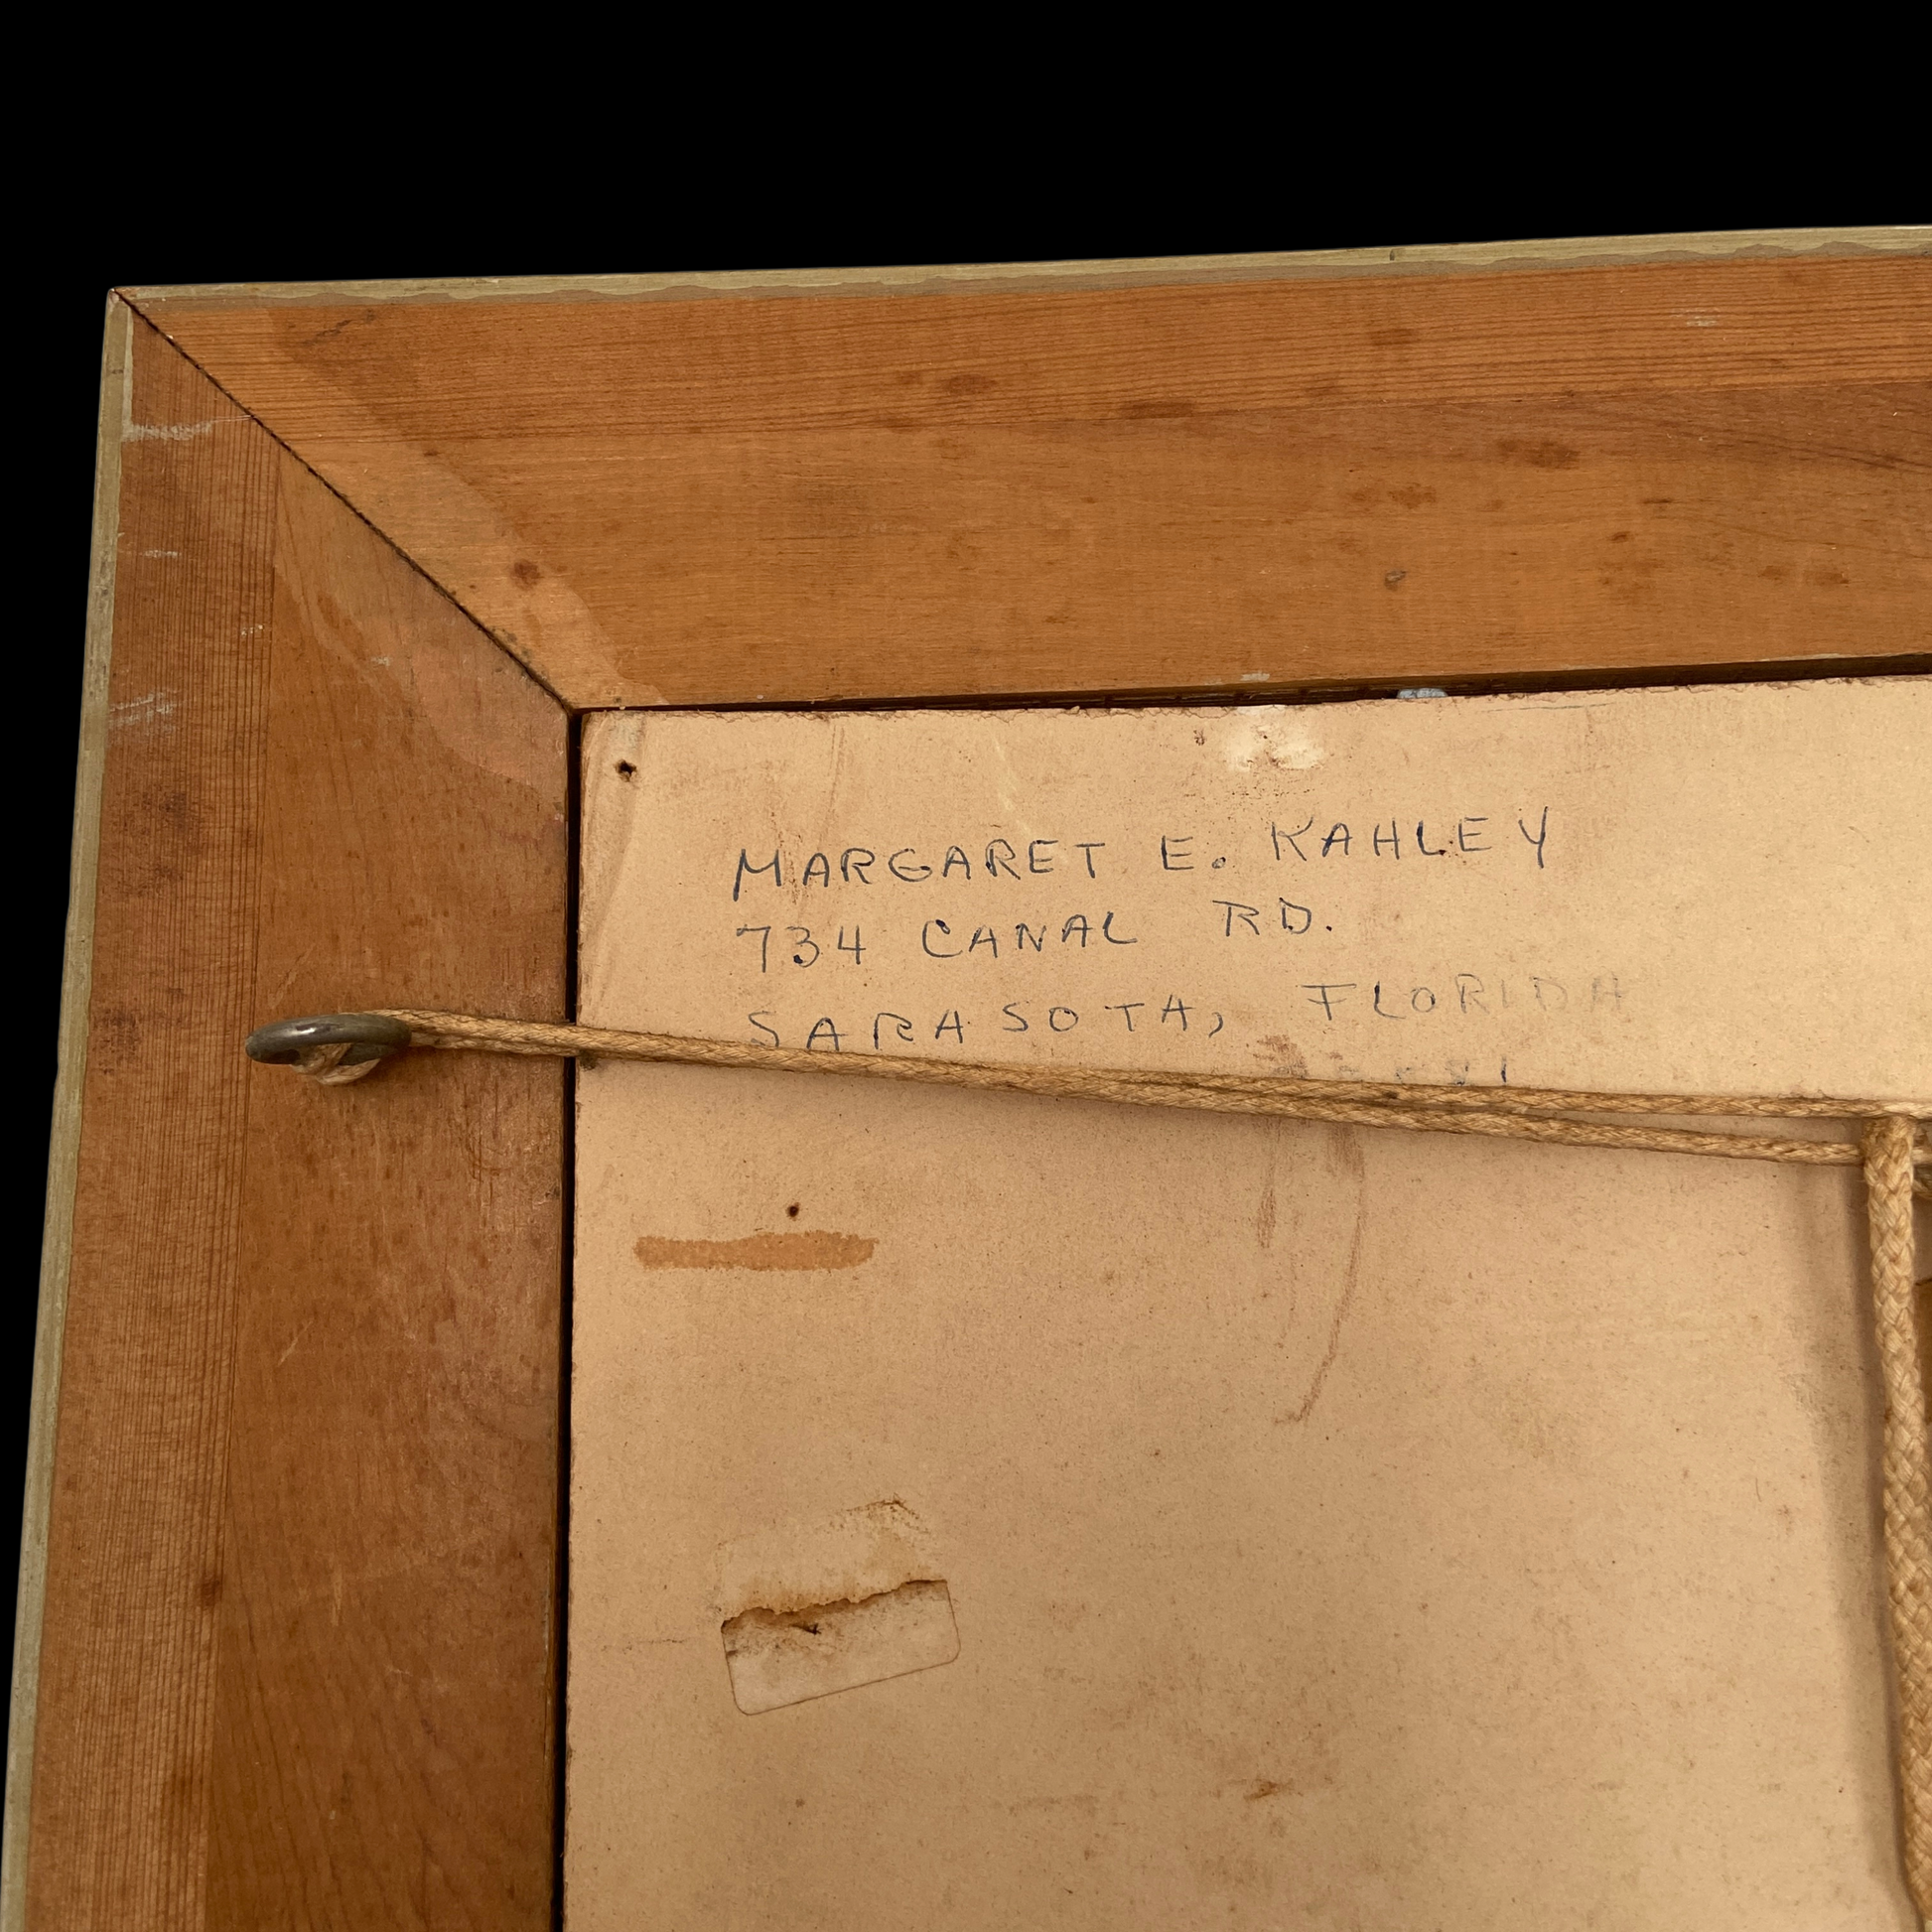 MARGARET E. KAHLEY
734 CANAL RD.
SARASOTA, FLORIDA